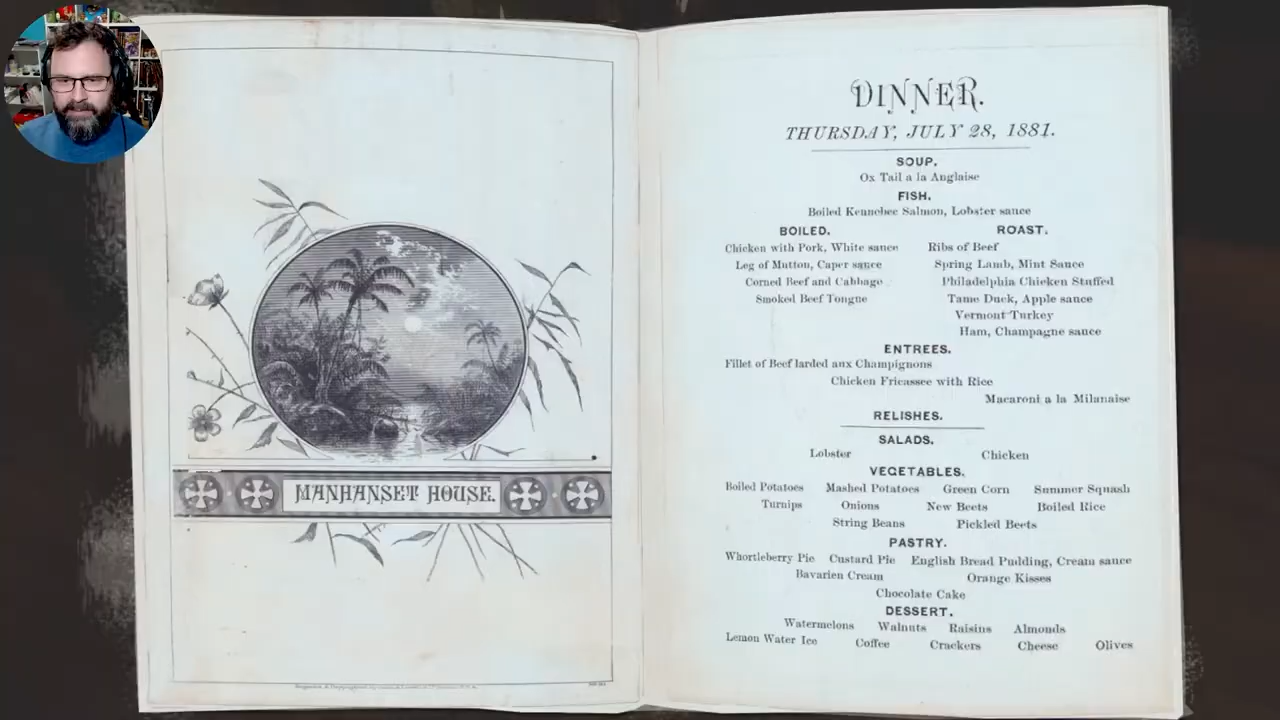 MANHANSET HOUSE.
DINNER.
THURSDAY, JULY 28, 1881.
SOUP.
Ox Tail a la Anglaise
FISH.
Boiled Kennebec Salmon, Lobster sauce
BOILED. ROAST.
Chicken with Pork, White sauce Ribs of Beef
Leg of Mutton, Caper sauce Spring Lamb, Mint Sauce
Corned Beef and Cabbage Philadelphia Chicken Stuffed
Smoked Beef Tongue Tame Duck, Apple sauce
Vermont Turkey
Ham, Champagne sauce
ENTREES.
Fillet of Beef larded aux Champignons
Chicken Fricassee with Rice
Macaroni a la Milanaise
RELISHES.
SALADS.
Lobster Chicken
VEGETABLES.
Boiled Potatoes Mashed Potatoes Green Corn Summer Squash
Turnips Onions New Beets Boiled Rice
String Beans Pickled Beets
PASTRY.
Whortleberry Pie Custard Pie English Bread Pudding, Cream sauce
Bavarien Cream Orange Kisses
Chocolate Cake
DESSERT.
Watermelons Walnuts Raisins Almonds
Lemon Water Ice Coffee Crackers Cheese Olives